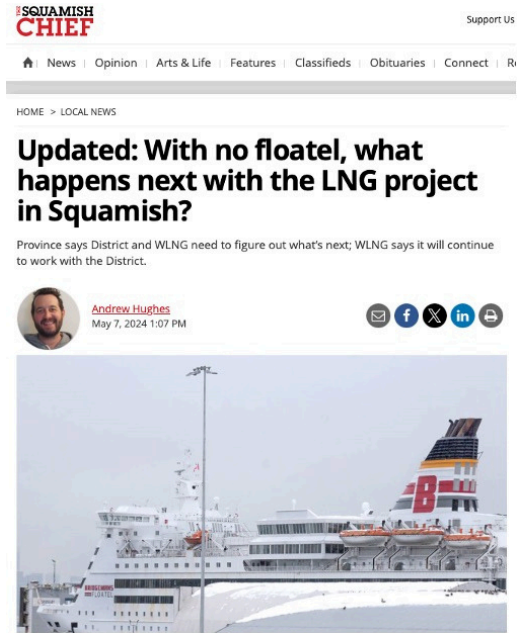 THE SQUAMISH
CHIEF
Support Us
News
Opinion
Arts & Life
Features
Classifieds
Obituaries
Connect
HOME > LOCAL NEWS
Updated: With no floatel, what
happens next with the LNG project
in Squamish?
Province says District and WLNG need to figure out what's next; WLNG says it will continue
to work with the District.
Andrew Hughes
May 7, 2024 1:07 PM
B
BRIDGEMANS
FLOATEL